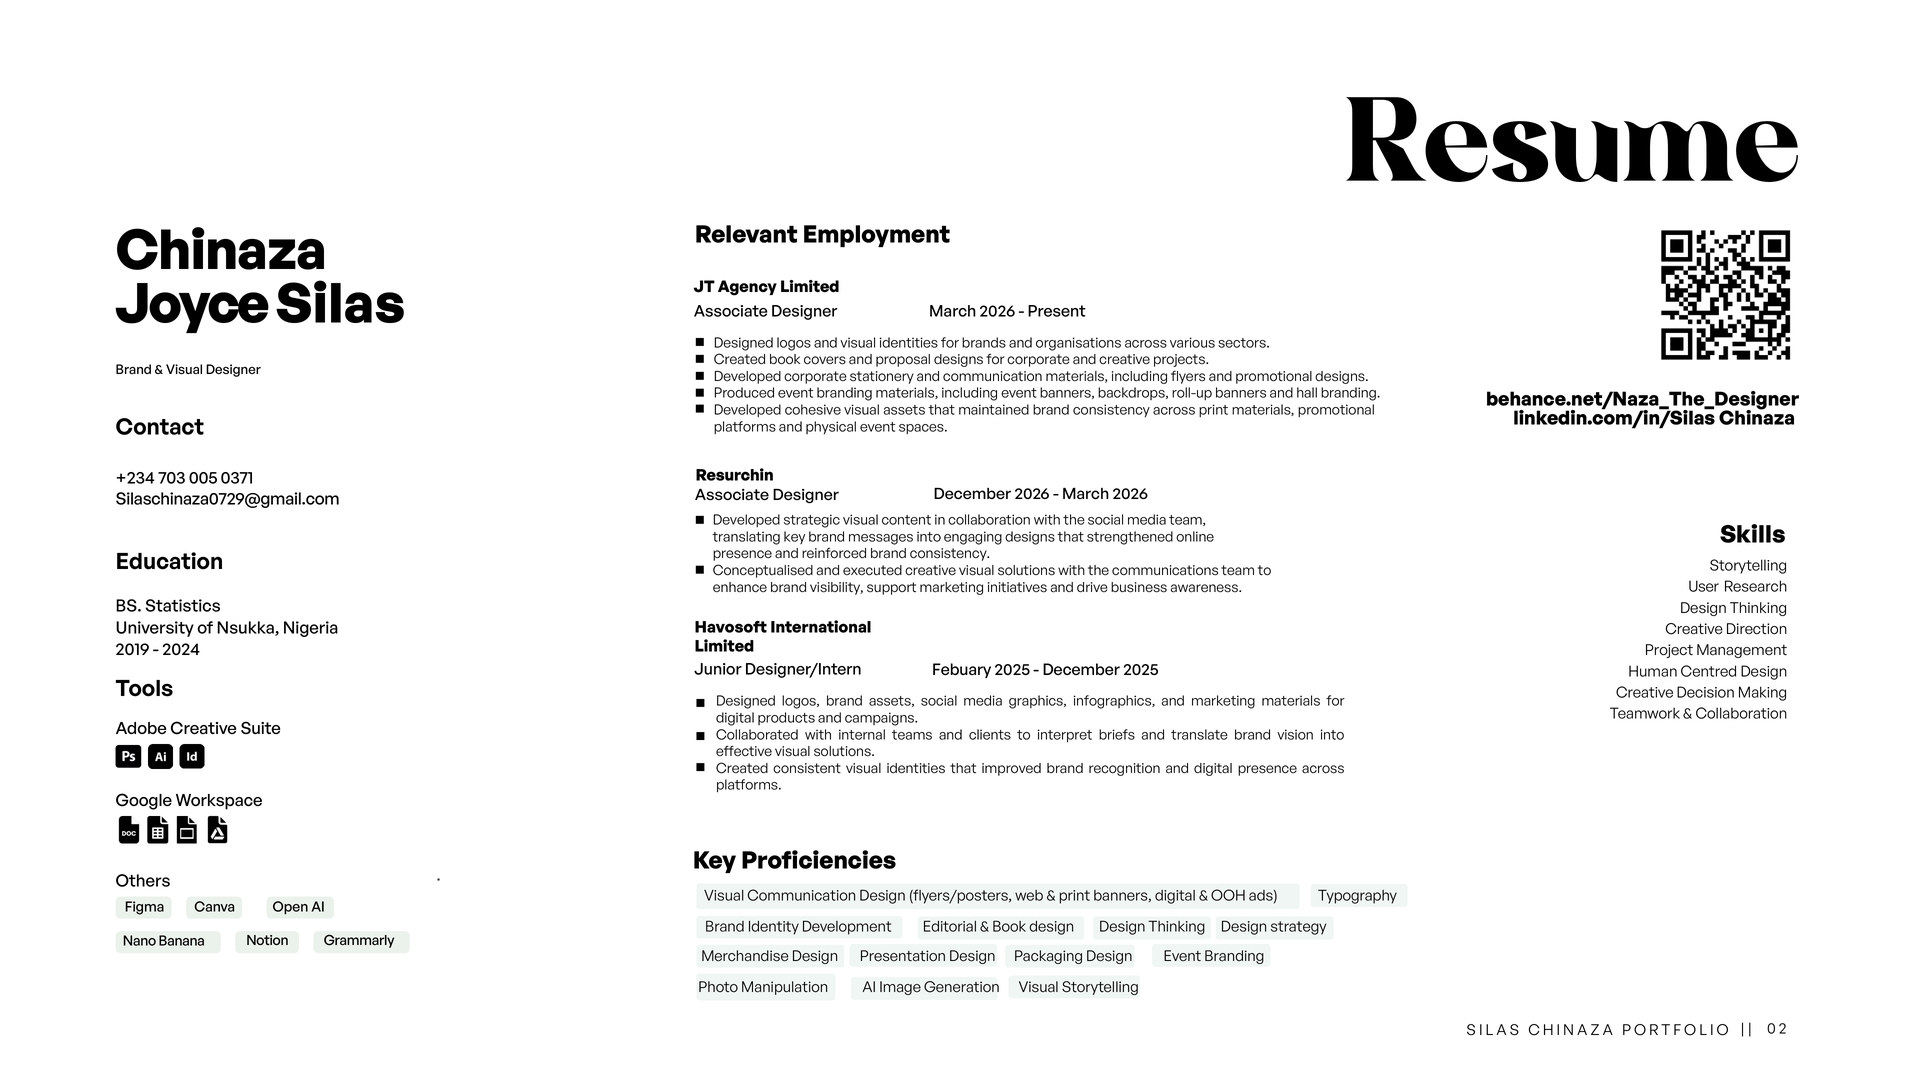 Resume
Chinaza
Joyce Silas
Brand & Visual Designer
Contact
+234 703 005 0371
Silaschinaza0729@gmail.com
Education
BS. Statistics
University of Nsukka, Nigeria
2019 - 2024
Tools
Adobe Creative Suite
Ps Ai Id
Google Workspace
DOC
Others
Figma Canva Open AI
Nano Banana Notion Grammarly
Relevant Employment
JT Agency Limited
Associate Designer March 2026 - Present
Designed logos and visual identities for brands and organisations across various sectors.
Created book covers and proposal designs for corporate and creative projects.
Developed corporate stationery and communication materials, including flyers and promotional designs.
Produced event branding materials, including event banners, backdrops, roll-up banners and hall branding.
Developed cohesive visual assets that maintained brand consistency across print materials, promotional
platforms and physical event spaces.
Resurchin
Associate Designer December 2026 - March 2026
Developed strategic visual content in collaboration with the social media team,
translating key brand messages into engaging designs that strengthened online
presence and reinforced brand consistency.
Conceptualised and executed creative visual solutions with the communications team to
enhance brand visibility, support marketing initiatives and drive business awareness.
Havosoft International
Limited
Junior Designer/Intern Febuary 2025 - December 2025
Designed logos, brand assets, social media graphics, infographics, and marketing materials for
digital products and campaigns.
Collaborated with internal teams and clients to interpret briefs and translate brand vision into
effective visual solutions.
Created consistent visual identities that improved brand recognition and digital presence across
platforms.
Key Proficiencies
Visual Communication Design (flyers/posters, web & print banners, digital & OOH ads) Typography
Brand Identity Development Editorial & Book design Design Thinking Design strategy
Merchandise Design Presentation Design Packaging Design Event Branding
Photo Manipulation AI Image Generation Visual Storytelling
behance.net/Naza_The_Designer
linkedin.com/in/Silas Chinaza
Skills
Storytelling
User Research
Design Thinking
Creative Direction
Project Management
Human Centred Design
Creative Decision Making
Teamwork & Collaboration
SILAS CHINAZA PORTFOLIO || 02